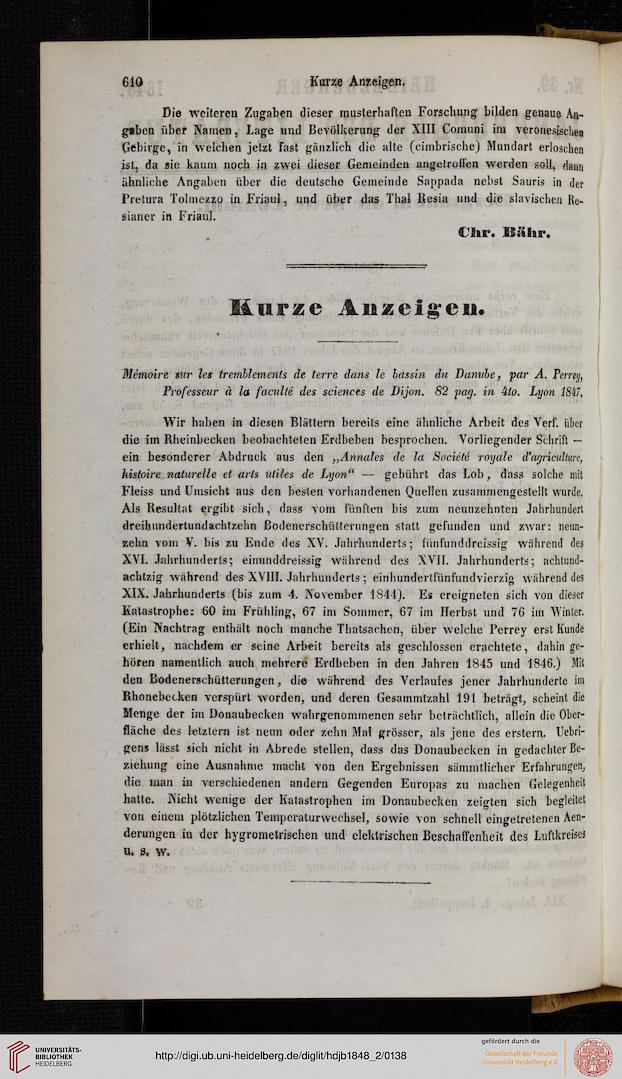 610
Kurze Anzeigen.
Die weiteren Zugaben dieser musterhaften Forschung bilden genaue An-
gaben über Namen, Lage und Bevölkerung der XIII Comuni im veronesischen
Gebirge, in welchen jetzt fast gänzlich die alte (cimbrische) Mundart erloschen
ist, da sie kaum noch in zwei dieser Gemeinden angetroffen werden soll, dann
ähnliche Angaben über die deutsche Gemeinde Sappada nebst Sauris in der
Pretura Tolmezzo in Friaul, und über das Thal Resia und die slavischen Re-
sianer in Friaul.
Chr. Bähr.
Kurze Anzeigen.
Mémoire sur les tremblements de terre dans le bassin du Danube, par A. Perrey,
Professeur à la faculté des sciences de Dijon. 82 pag. in 4to. Lyon 1847.
Wir haben in diesen Blättern bereits eine ähnliche Arbeit des Verf. über
die im Rheinbecken beobachteten Erdbeben besprochen. Vorliegender Schrift —
ein besonderer Abdruck aus den „Annales de la Société royale d'agriculture,
histoire naturelle et arts utiles de Lyon“ — gebührt das Lob, dass solche mit
Fleiss und Umsicht aus den besten vorhandenen Quellen zusammengestellt wurde.
Als Resultat ergibt sich, dass vom fünften bis zum neunzehnten Jahrhundert
dreihundertundachtzehn Bodenerschütterungen statt gefunden und zwar: neun-
zehn vom V. bis zu Ende des XV. Jahrhunderts; fünfunddreissig während des
XVI. Jahrhunderts; einunddreissig während des XVII. Jahrhunderts; achtund-
achtzig während des XVIII. Jahrhunderts; einhundertfünfundvierzig während des
XIX. Jahrhunderts (bis zum 4. November 1844). Es ereigneten sich von dieser
Katastrophe: 60 im Frühling, 67 im Sommer, 67 im Herbst und 76 im Winter.
(Ein Nachtrag enthält noch manche Thatsachen, über welche Perrey erst Kunde
erhielt, nachdem er seine Arbeit bereits als geschlossen erachtete, dahin ge-
hören namentlich auch mehrere Erdbeben in den Jahren 1845 und 1846.) Mit
den Bodenerschütterungen, die während des Verlaufes jener Jahrhunderte im
Rhonebecken verspürt worden, und deren Gesammtzahl 191 beträgt, scheint die
Menge der im Donaubecken wahrgenommenen sehr beträchtlich, allein die Ober-
fläche des letztern ist neun oder zehn Mal grösser, als jene des erstern. Uebri-
gens lässt sich nicht in Abrede stellen, dass das Donaubecken in gedachter Be-
ziehung eine Ausnahme macht von den Ergebnissen sämmtlicher Erfahrungen,
die man in verschiedenen andern Gegenden Europas zu machen Gelegenheit
hatte. Nicht wenige der Katastrophen im Donaubecken zeigten sich begleitet
von einem plötzlichen Temperaturwechsel, sowie von schnell eingetretenen Aen-
derungen in der hygrometrischen und elektrischen Beschaffenheit des Luftkreises
u. s. w.
UNIVERSITÄTS-
BIBLIOTHEK
HEIDELBERG
http://digi.ub.uni-heidelberg.de/diglit/hdjb1848_2/0138
gefördert durch die
Gesellschaft der Freunde
Universität Heidelberg e.V.